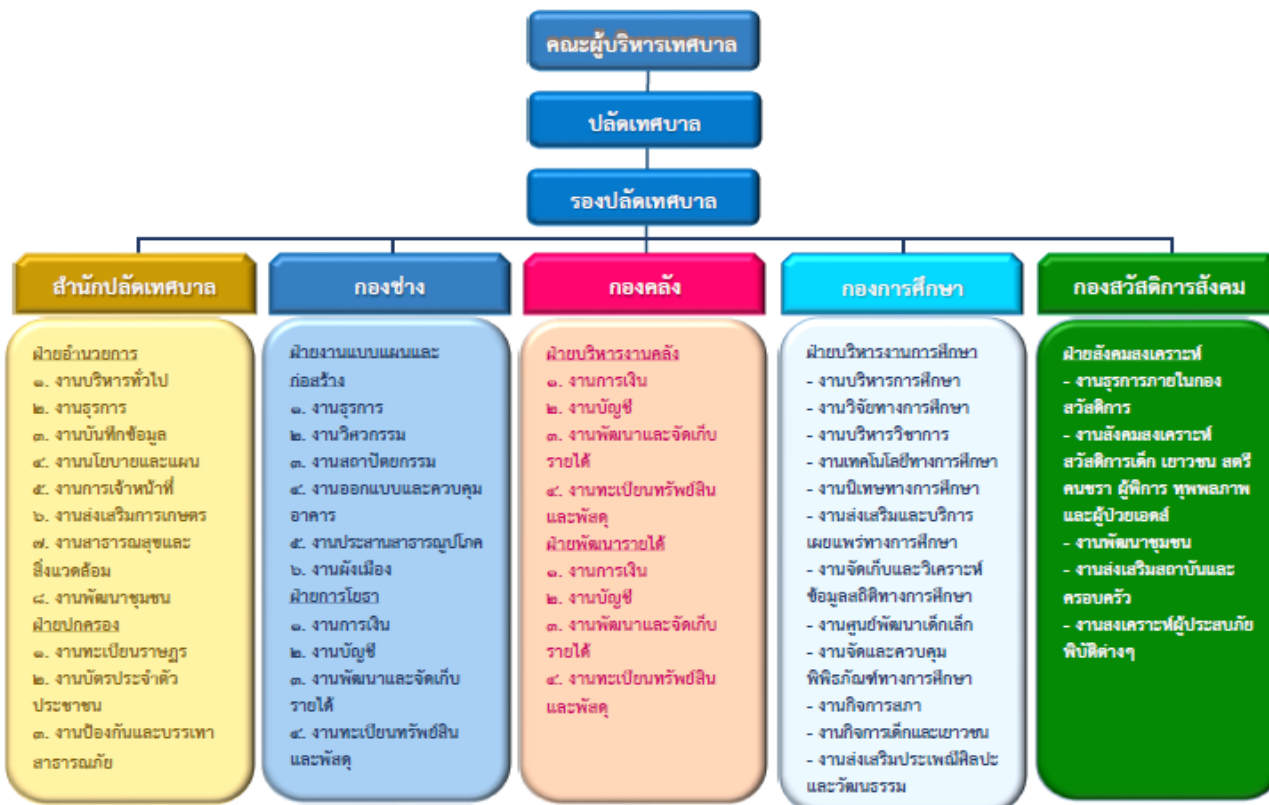 คณะผู้บริหารเทศบาล
ปลัดเทศบาล
รองปลัดเทศบาล
สำนักปลัดเทศบาล
ฝ่ายอำนวยการ
๑. งานบริหารทั่วไป
๒. งานธุรการ
๓. งานบันทึกข้อมูล
๔. งานนโยบายและแผน
๕. งานการเจ้าหน้าที่
๖. งานส่งเสริมการเกษตร
๗. งานสาธารณสุขและ
สิ่งแวดล้อม
๘. งานพัฒนาชุมชน
ฝ่ายปกครอง
๑. งานทะเบียนราษฎร
๒. งานบัตรประจำตัว
ประชาชน
๓. งานป้องกันและบรรเทา
สาธารณภัย
กองช่าง
ฝ่ายงานแบบแผนและ
ก่อสร้าง
๑. งานธุรการ
๒. งานวิศวกรรม
๓. งานสถาปัตยกรรม
๔. งานออกแบบและควบคุม
อาคาร
๕. งานประสานสาธารณูปโภค
๖. งานผังเมือง
ฝ่ายการโยธา
๑. งานการเงิน
๒. งานบัญชี
๓. งานพัฒนาและจัดเก็บ
รายได้
๔. งานทะเบียนทรัพย์สิน
และพัสดุ
กองคลัง
ฝ่ายบริหารงานคลัง
๑. งานการเงิน
๒. งานบัญชี
๓. งานพัฒนาและจัดเก็บ
รายได้
๔. งานทะเบียนทรัพย์สิน
และพัสดุ
ฝ่ายพัฒนารายได้
๑. งานการเงิน
๒. งานบัญชี
๓. งานพัฒนาและจัดเก็บ
รายได้
๔. งานทะเบียนทรัพย์สิน
และพัสดุ
กองการศึกษา
ฝ่ายบริหารงานการศึกษา
- งานบริหารการศึกษา
- งานวิจัยทางการศึกษา
- งานบริหารวิชาการ
- งานเทคโนโลยีทางการศึกษา
- งานนิเทษทางการศึกษา
- งานส่งเสริมและบริการ
เผยแพร่ทางการศึกษา
- งานจัดเก็บและวิเคราะห์
ข้อมูลสถิติทางการศึกษา
- งานศูนย์พัฒนาเด็กเล็ก
- งานจัดและควบคุม
พิพิธภัณฑ์ทางการศึกษา
- งานกิจการสภา
- งานกิจการเด็กและเยาวชน
- งานส่งเสริมประเพณีศิลปะ
และวัฒนธรรม
กองสวัสดิการสังคม
ฝ่ายสังคมสงเคราะห์
- งานธุรการภายในกอง
สวัสดิการ
- งานสังคมสงเคราะห์
สวัสดิการเด็ก เยาวชน สตรี
คนชรา ผู้พิการ ทุพพลภาพ
และผู้ป่วยเอดส์
- งานพัฒนาชุมชน
- งานส่งเสริมสถาบันและ
ครอบครัว
- งานสงเคราะห์ผู้ประสบภัย
พิบัติต่างๆ